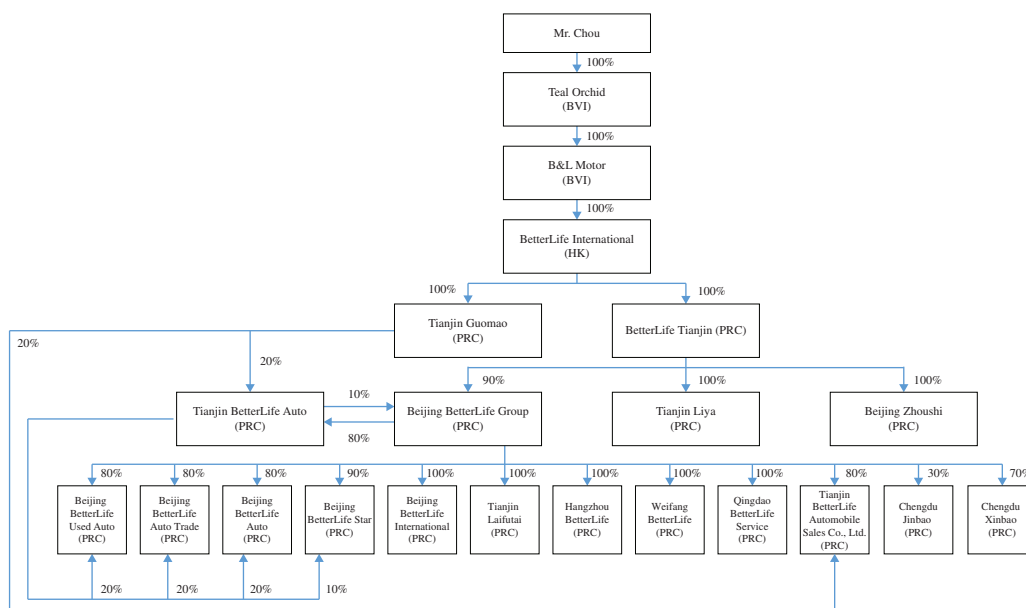 Mr. Chou
100%
Teal Orchid
(BVI)
100%
B&L Motor
(BVI)
100%
BetterLife International
(HK)
100%
100%
Tianjin Guomao
(PRC)
BetterLife Tianjin (PRC)
20%
20%
90%
100%
100%
Tianjin BetterLife Auto
(PRC)
10%
80%
Beijing BetterLife Group
(PRC)
Tianjin Liya
(PRC)
Beijing Zhoushi
(PRC)
80%
80%
80%
90%
100%
100%
100%
100%
100%
80%
30%
70%
Beijing
BetterLife
Used Auto
(PRC)
Beijing
BetterLife
Auto Trade
(PRC)
Beijing
BetterLife
Auto
(PRC)
Beijing
BetterLife Star
(PRC)
Beijing
BetterLife
International
(PRC)
Tianjin
Laifutai
(PRC)
Hangzhou
BetterLife
(PRC)
Weifang
BetterLife
(PRC)
Qingdao
BetterLife
Service
(PRC)
Tianjin
BetterLife
Automobile
Sales Co., Ltd.
(PRC)
Chengdu
Jinbao
(PRC)
Chengdu
Xinbao
(PRC)
20%
20%
20%
10%